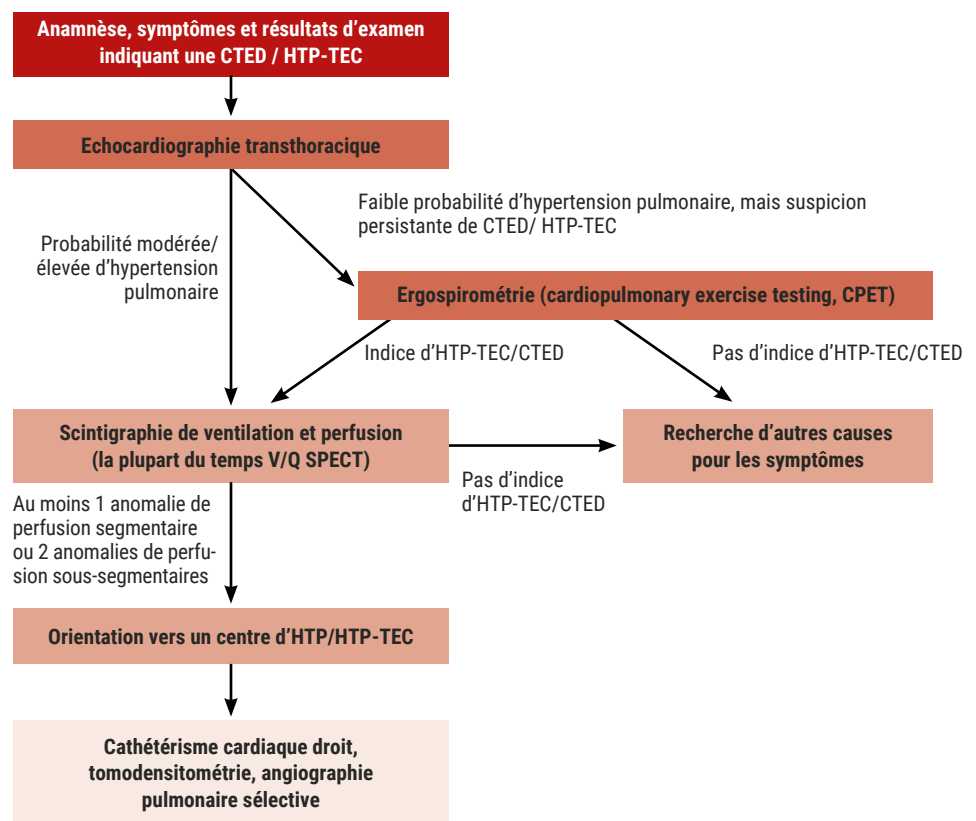 Anamnèse, symptômes et résultats d'examen
indiquant une CTED / HTP-TEC
Echocardiographie transthoracique
Faible probabilité d'hypertension pulmonaire, mais suspicion
persistante de CTED/ HTP-TEC
Probabilité modérée/
élevée d'hypertension
pulmonaire
Ergospirométrie (cardiopulmonary exercise testing, CPET)
Indice d'HTP-TEC/CTED
Pas d'indice d'HTP-TEC/CTED
Scintigraphie de ventilation et perfusion
(la plupart du temps V/Q SPECT)
Recherche d'autres causes
pour les symptômes
Pas d'indice
d'HTP-TEC/CTED
Au moins 1 anomalie de
perfusion segmentaire
ou 2 anomalies de perfu-
sion sous-segmentaires
Orientation vers un centre d'HTP/HTP-TEC
Cathétérisme cardiaque droit,
tomodensitométrie, angiographie
pulmonaire sélective